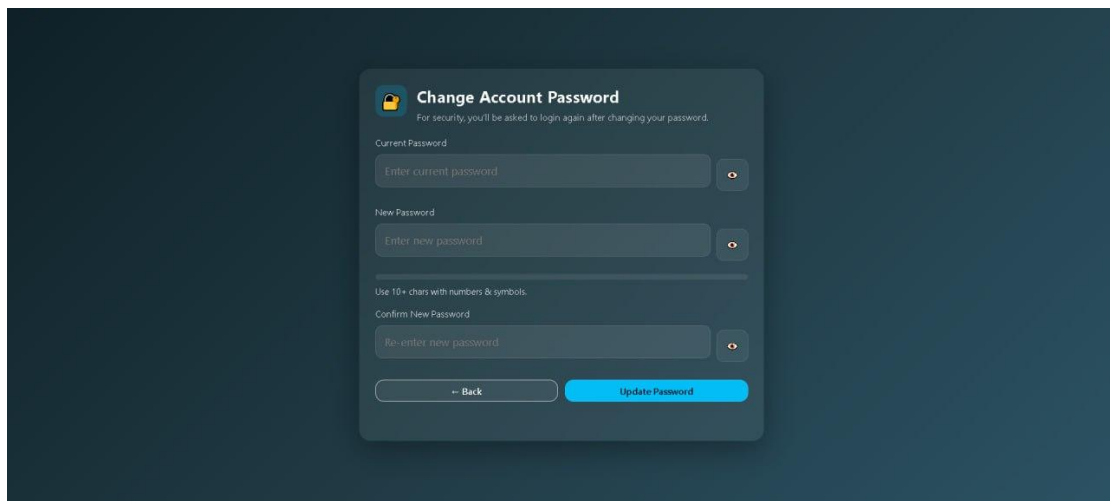 Change Account Password
For security, you'll be asked to login again after changing your password.
Current Password
Enter current password
New Password
Enter new password
Use 10+ chars with numbers & symbols.
Confirm New Password
Re-enter new password
← Back
Update Password